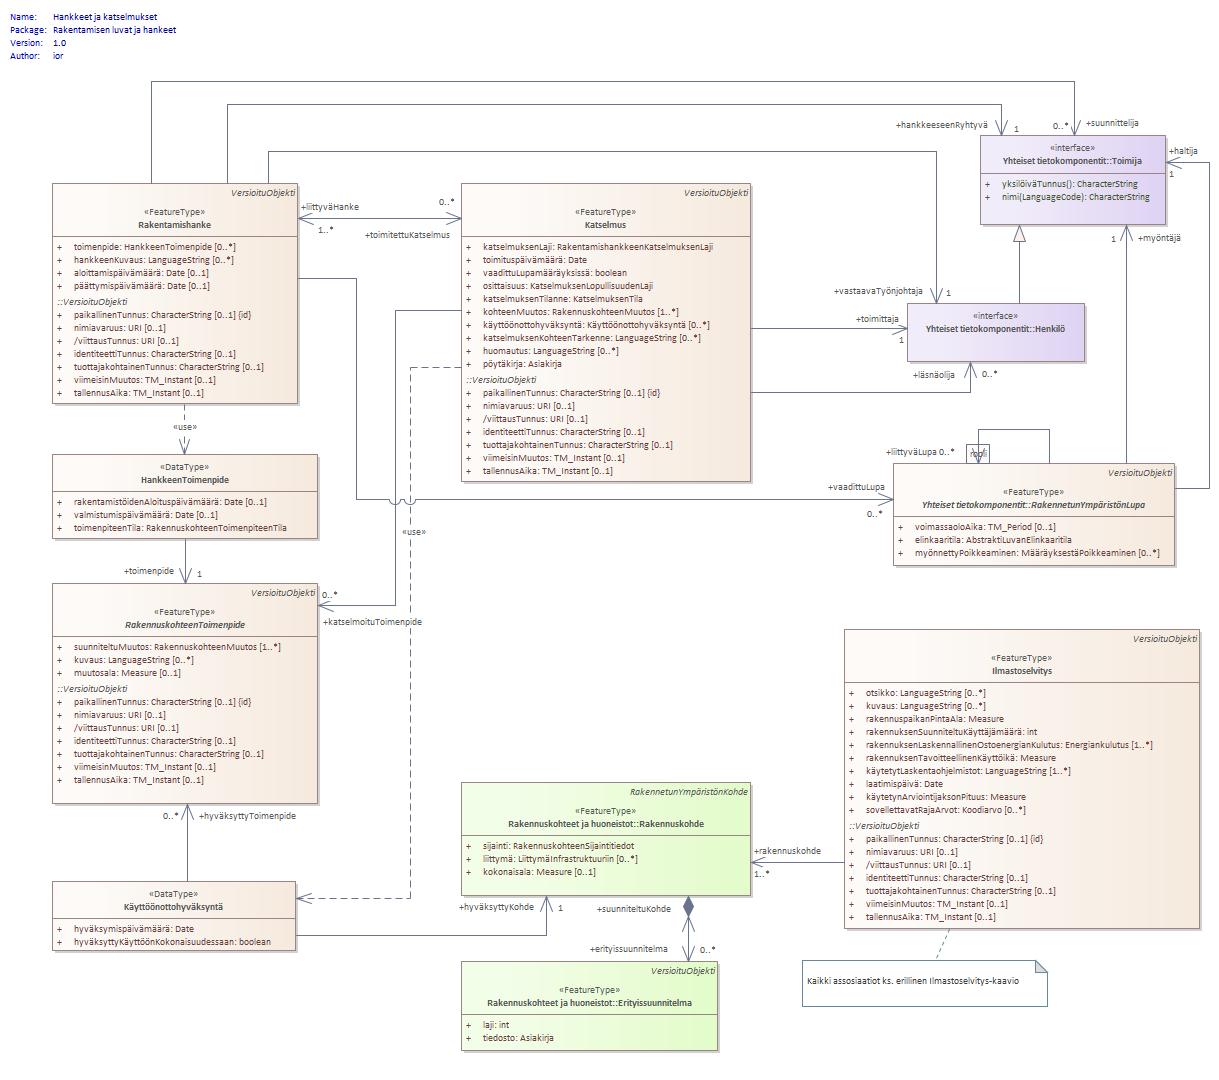 Name: Hankkeet ja katselmukset
Package: Rakentamisen luvat ja hankeet
Version: 1.0
Author: ior
+hankkeeseenRyhtyvä
1
0..*
+suunnittelija
«interface»
Yhteiset tietokomponentit::Toimija
+ yksilöiväTunnus(): CharacterString
+ nimi(LanguageCode): CharacterString
+haltija
1
1
+myöntäjä
VersioituObjekti
«FeatureType»
Rakentamishanke
+ toimenpide: HankkeenToimenpide [0..*]
+ hankkeenKuvaus: LanguageString [0..*]
+ aloittamispäivämäärä: Date [0..1]
+ päättymispäivämäärä: Date [0..1]
::VersioituObjekti
+ paikallinenTunnus: CharacterString [0..1] {id}
+ nimiavaruus: URI [0..1]
+ /viittausTunnus: URI [0..1]
+ identiteettiTunnus: CharacterString [0..1]
+ tuottajakohtainenTunnus: CharacterString [0..1]
+ viimeisinMuutos: TM_Instant [0..1]
+ tallennusAika: TM_Instant [0..1]
+liittyväHanke
1..*
0..*
+toimitettuKatselmus
VersioituObjekti
«FeatureType»
Katselmus
+ katselmuksenLaji: RakentamishankkeenKatselmuksenLaji
+ toimituspäivämäärä: Date
+ vaadittuLupamääräyksissä: boolean
+ osittaisuus: KatselmuksenLopullisuudenLaji
+ katselmuksenTilanne: KatselmuksenTila
+ kohteenMuutos: RakennuskohteenMuutos [1..*]
+ käyttöönottohyväksyntä: Käyttöönottohyväksyntä [0..*]
+ katselmuksenKohteenTarkenne: LanguageString [0..*]
+ huomautus: LanguageString [0..*]
+ pöytäkirja: Asiakirja
::VersioituObjekti
+ paikallinenTunnus: CharacterString [0..1] {id}
+ nimiavaruus: URI [0..1]
+ /viittausTunnus: URI [0..1]
+ identiteettiTunnus: CharacterString [0..1]
+ tuottajakohtainenTunnus: CharacterString [0..1]
+ viimeisinMuutos: TM_Instant [0..1]
+ tallennusAika: TM_Instant [0..1]
+vastaavaTyönjohtaja
1
+toimittaja
1
«interface»
Yhteiset tietokomponentit::Henkilö
+läsnäolija
0..*
«use»
«DataType»
HankkeenToimenpide
+ rakentamistöidenAloituspäivämäärä: Date [0..1]
+ valmistumispäivämäärä: Date [0..1]
+ toimenpiteenTila: RakennuskohteenToimenpiteenTila
+liittyväLupa 0..*
rooli
+vaadittuLupa
0..*
VersioituObjekti
«FeatureType»
Yhteiset tietokomponentit::RakennetunYmpäristönLupa
+ voimassaoloAika: TM_Period [0..1]
+ elinkaaritila: AbstraktiLuvanElinkaaritila
+ myönnettyPoikkeaminen: MääräyksestäPoikkeaminen [0..*]
«use»
+toimenpide
1
VersioituObjekti
«FeatureType»
RakennuskohteenToimenpide
+ suunniteltuMuutos: RakennuskohteenMuutos [1..*]
+ kuvaus: LanguageString [0..*]
+ muutosala: Measure [0..1]
::VersioituObjekti
+ paikallinenTunnus: CharacterString [0..1] {id}
+ nimiavaruus: URI [0..1]
+ /viittausTunnus: URI [0..1]
+ identiteettiTunnus: CharacterString [0..1]
+ tuottajakohtainenTunnus: CharacterString [0..1]
+ viimeisinMuutos: TM_Instant [0..1]
+ tallennusAika: TM_Instant [0..1]
0..*
+katselmoituToimenpide
VersioituObjekti
«FeatureType»
Ilmastoselvitys
+ otsikko: LanguageString [0..*]
+ kuvaus: LanguageString [0..*]
+ rakennuspaikanPintaAla: Measure
+ rakennuksenSuunniteltuKäyttäjämäärä: int
+ rakennuksenLaskennallinenOstoenergianKulutus: Energiankulutus [1..*]
+ rakennuksenTavoitteellinenKäyttöikä: Measure
+ käytetytLaskentaohjelmistot: LanguageString [1..*]
+ laatimispäivä: Date
+ käytetynArviointijaksonPituus: Measure
+ sovellettavatRajaArvot: Koodiarvo [0..*]
::VersioituObjekti
+ paikallinenTunnus: CharacterString [0..1] {id}
+ nimiavaruus: URI [0..1]
+ /viittausTunnus: URI [0..1]
+ identiteettiTunnus: CharacterString [0..1]
+ tuottajakohtainenTunnus: CharacterString [0..1]
+ viimeisinMuutos: TM_Instant [0..1]
+ tallennusAika: TM_Instant [0..1]
0..*
+hyväksyttyToimenpide
RakennetunYmpäristönKohde
«FeatureType»
Rakennuskohteet ja huoneistot::Rakennuskohde
+ sijainti: RakennuskohteenSijaintitiedot
+ liittymä: LiittymäInfrastruktuuriin [0..*]
+ kokonaisala: Measure [0..1]
+rakennuskohde
1..*
«DataType»
Käyttöönottohyväksyntä
+ hyväksymispäivämäärä: Date
+ hyväksyttyKäyttöönKokonaisuudessaan: boolean
+hyväksyttyKohde
1
+suunniteltuKohde
+erityissuunnitelma
0..*
VersioituObjekti
«FeatureType»
Rakennuskohteet ja huoneistot::Erityissuunnitelma
+ laji: int
+ tiedosto: Asiakirja
Kaikki assosiaatiot ks. erillinen Ilmastoselvitys-kaavio